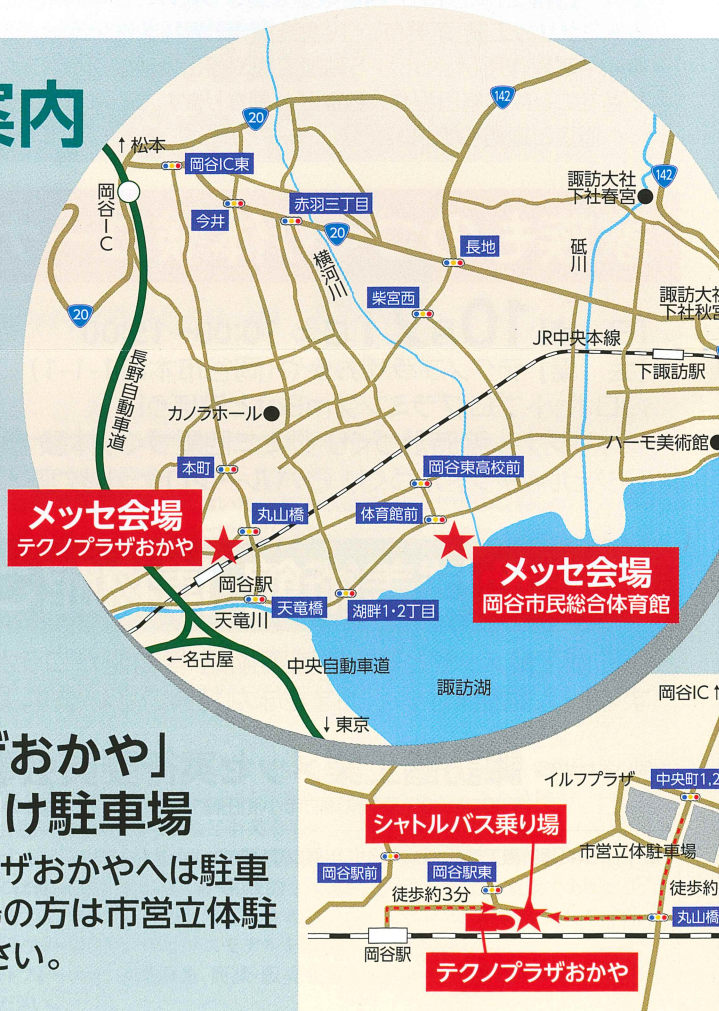 案内
142
20
↑松本
岡谷IC東
諏訪大社
下社春宮
142
岡谷IC
今井
赤羽三丁目
20
長地
砥川
横河川
柴宮西
諏訪大
下社秋宮
20
JR中央本線
下諏訪駅
長野自動車道
カノラホール
ハーモ美術館
本町
岡谷東高校前
メッセ会場
テクノプラザおかや
丸山橋
体育館前
メッセ会場
岡谷市民総合体育館
岡谷駅
天竜川
天竜橋
湖畔1・2丁目
←名古屋
中央自動車道
諏訪湖
↓東京
岡谷IC↑
ザおかや」
け駐車場
ザおかやへは駐車
の方は市営立体駐
さい。
イルフプラザ
中央町1,2
シャトルバス乗り場
市営立体駐車場
岡谷駅前
岡谷駅東
徒歩約3分
徒歩約
丸山橋
岡谷駅
テクノプラザおかや